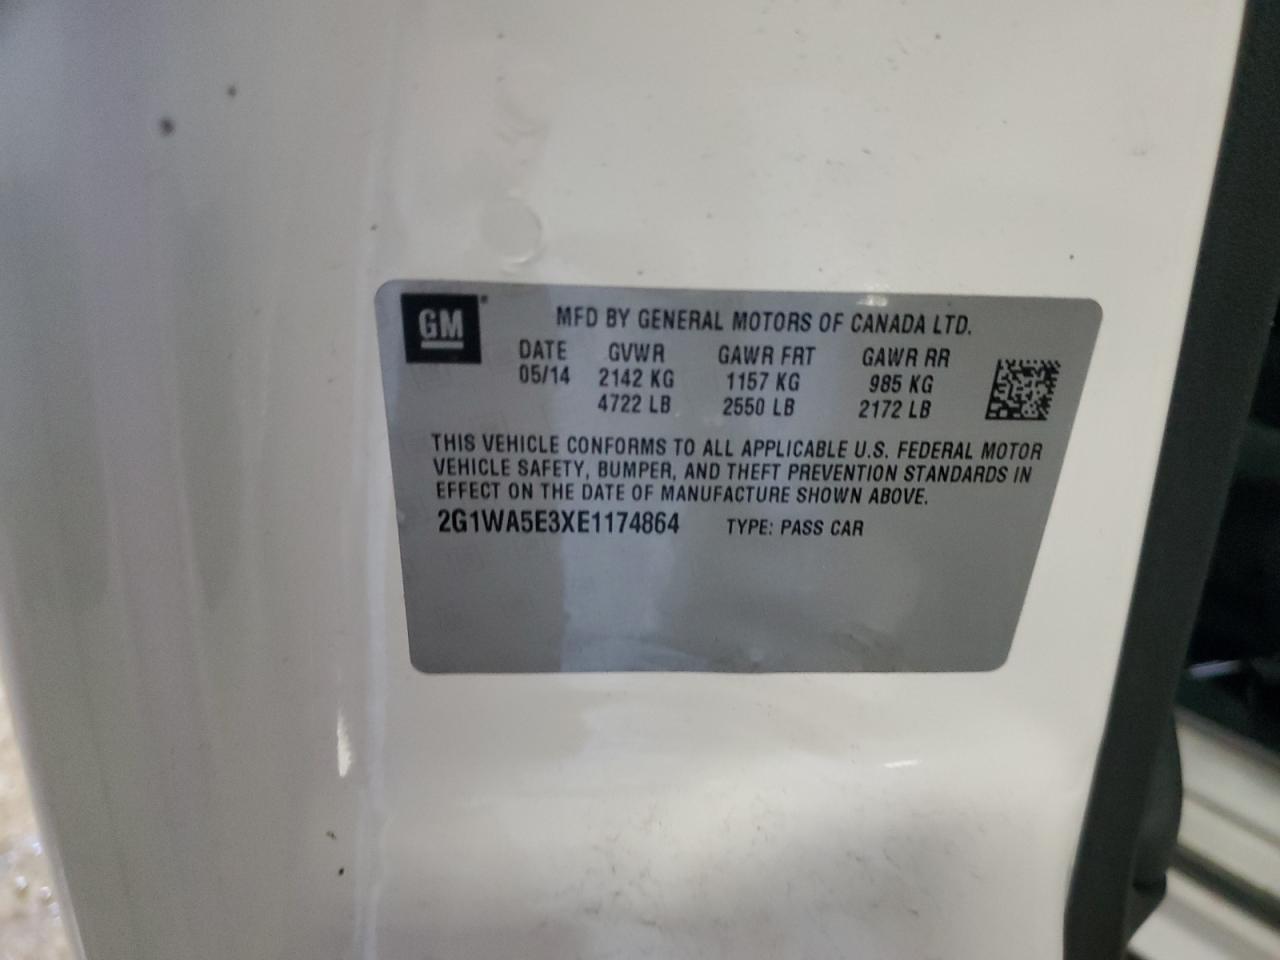 GM
MFD BY GENERAL MOTORS OF CANADA LTD.
DATE GVWR GAWR FRT GAWR RR
05/14 2142 KG 1157 KG 985 KG
4722 LB 2550 LB 2172 LB
THIS VEHICLE CONFORMS TO ALL APPLICABLE U.S. FEDERAL MOTOR
VEHICLE SAFETY, BUMPER, AND THEFT PREVENTION STANDARDS IN
EFFECT ON THE DATE OF MANUFACTURE SHOWN ABOVE.
2G1WA5E3XE1174864 TYPE: PASS CAR